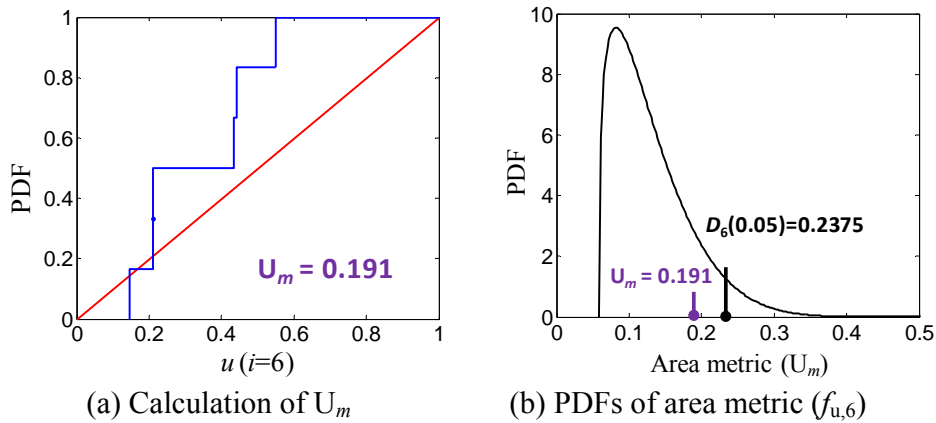 1
0.8
0.6
0.4
0.2
0
PDF
0
0.2
0.4
0.6
0.8
1
u (i=6)
Um = 0.191
(a) Calculation of Um
10
8
6
4
2
0
PDF
D6(0.05)=0.2375
Um = 0.191
0
0.1
0.2
0.3
0.4
0.5
Area metric (Um)
(b) PDFs of area metric (fu,6)